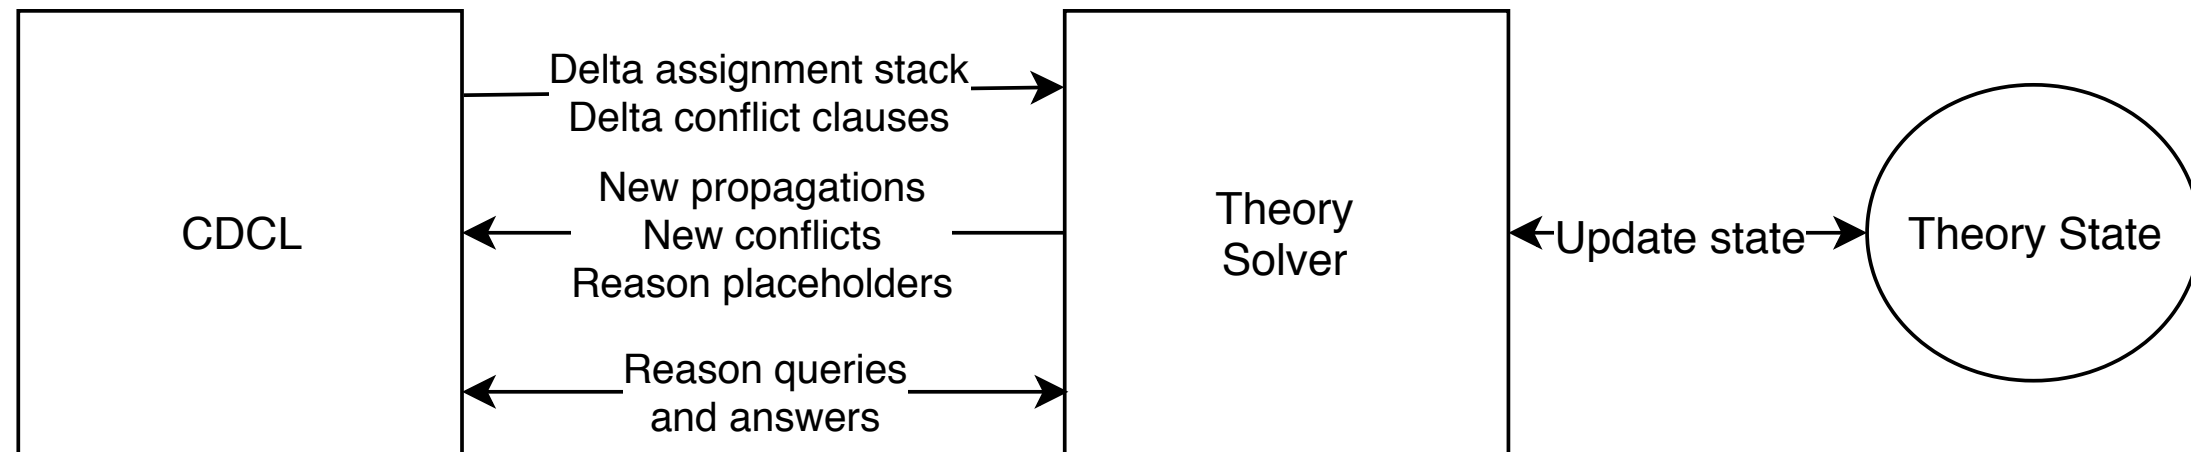 CDCL
Delta assignment stack
Delta conflict clauses
New propagations
New conflicts
Reason placeholders
Reason queries
and answers
Theory
Solver
Update state
Theory State